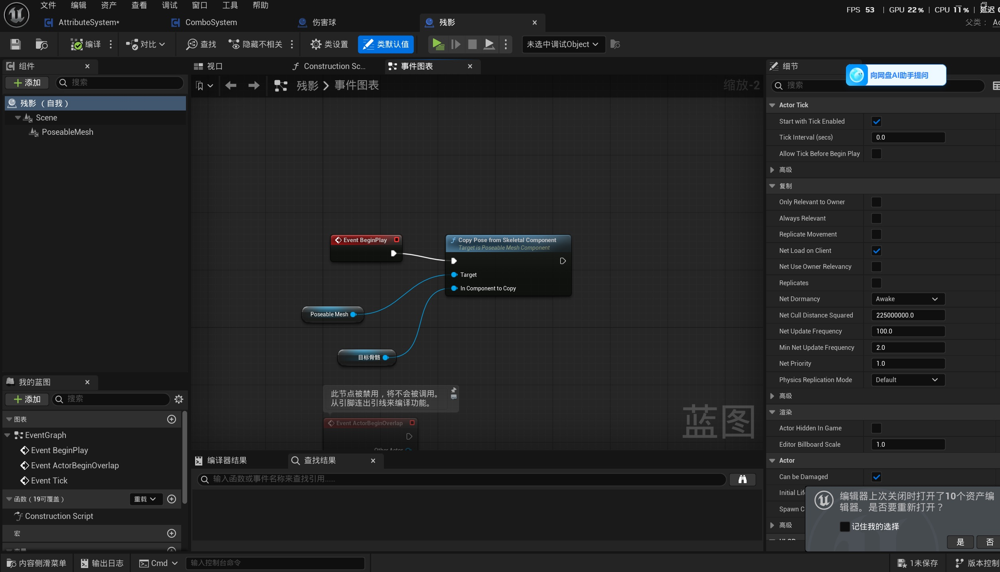 文件 编辑 资产 查看 调试 窗口 工具 帮助
FPS 53 GPU 22% CPU 11% 延迟
AttributeSystem* ComboSystem 伤害球 残影
父类：
编译 对比 查找 隐藏不相关 类设置 类默认值 未选中调试Object
组件
添加 搜索
残影 （自我）
Scene
PoseableMesh
视口 Construction Sc... 事件图表
残影 事件图表 缩放-2
Event BeginPlay
Copy Pose from Skeletal Component
Target is Poseable Mesh Component
Target
In Component to Copy
Poseable Mesh
目标骨骼
此节点被禁用，将不会被调用。
从引脚连出引线来编译功能。
Event ActorBeginOverlap
Other Actor
蓝图
编译器结果 查找结果
输入函数或事件名称来查找引用......
我的蓝图
添加 搜索
图表
EventGraph
Event BeginPlay
Event ActorBeginOverlap
Event Tick
函数（19可覆盖） 重载
Construction Script
宏
变量
细节
向网盘AI助手提问
搜索
Actor Tick
Start with Tick Enabled
Tick Interval (secs) 0.0
Allow Tick Before Begin Play
高级
复制
Only Relevant to Owner
Always Relevant
Replicate Movement
Net Load on Client
Net Use Owner Relevancy
Replicates
Net Dormancy Awake
Net Cull Distance Squared 225000000.0
Net Update Frequency 100.0
Min Net Update Frequency 2.0
Net Priority 1.0
Physics Replication Mode Default
高级
渲染
Actor Hidden In Game
Editor Billboard Scale 1.0
Actor
Can be Damaged
Initial Lif
Spawn C
高级
编辑器上次关闭时打开了10个资产编
辑器。是否要重新打开？
记住我的选择
是 否
内容侧滑菜单 输出日志 Cmd 输入控制台命令 1未保存 版本控制